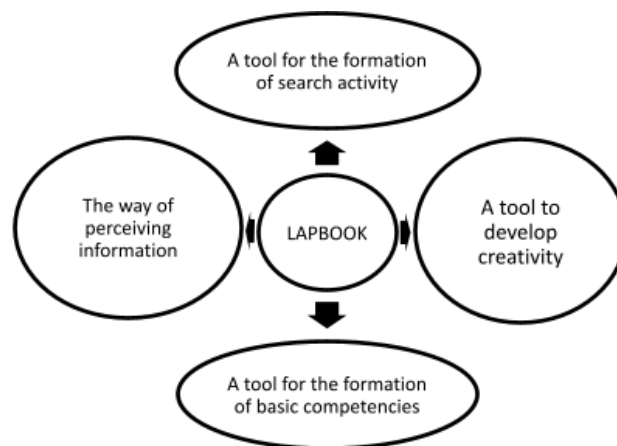 A tool for the formation
of search activity
The way of
perceiving
information
LAPBOOK
A tool to
develop
creativity
A tool for the formation
of basic competencies